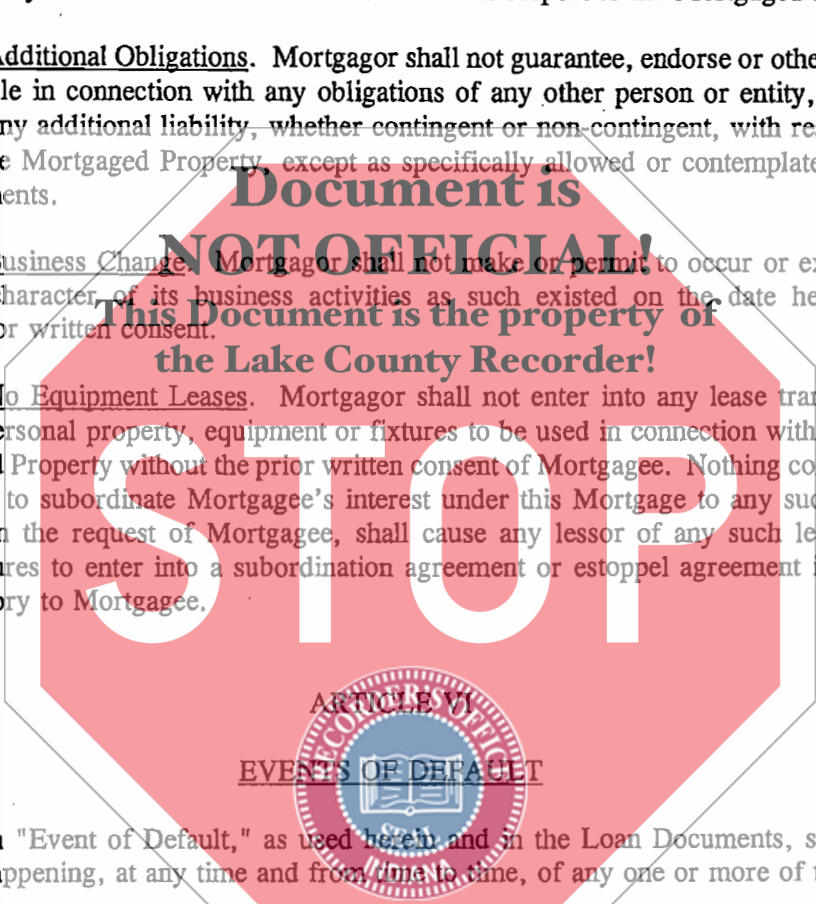 Additional Obligations. Mortgagor shall not guarantee, endorse or othe
le in connection with any obligations of any other person or entity,
ny additional liability, whether contingent or non-contingent, with re
e Mortgaged Property, except as specifically allowed or contemplate
ents.
Document is
NOT OFFICIAL!
This Document is the property of
the Lake County Recorder!
STOP
usiness Change. Mortgagor shall not make or permit to occur or ex
haracter of its business activities as such existed on the date he
or written consent.
No Equipment Leases. Mortgagor shall not enter into any lease tran
ersonal property, equipment or fixtures to be used in connection with
Property without the prior written consent of Mortgagee. Nothing co
to subordinate Mortgagee's interest under this Mortgage to any suc
n the request of Mortgagee, shall cause any lessor of any such le
res to enter into a subordination agreement or estoppel agreement i
ory to Mortgagee.
ARTICLE VI
RECORDER'S OFFICE
EVENTS OF DEFAULT
SEAL
INDIANA
"Event of Default," as used herein and in the Loan Documents, s
ppening, at any time and from time to time, of any one or more of